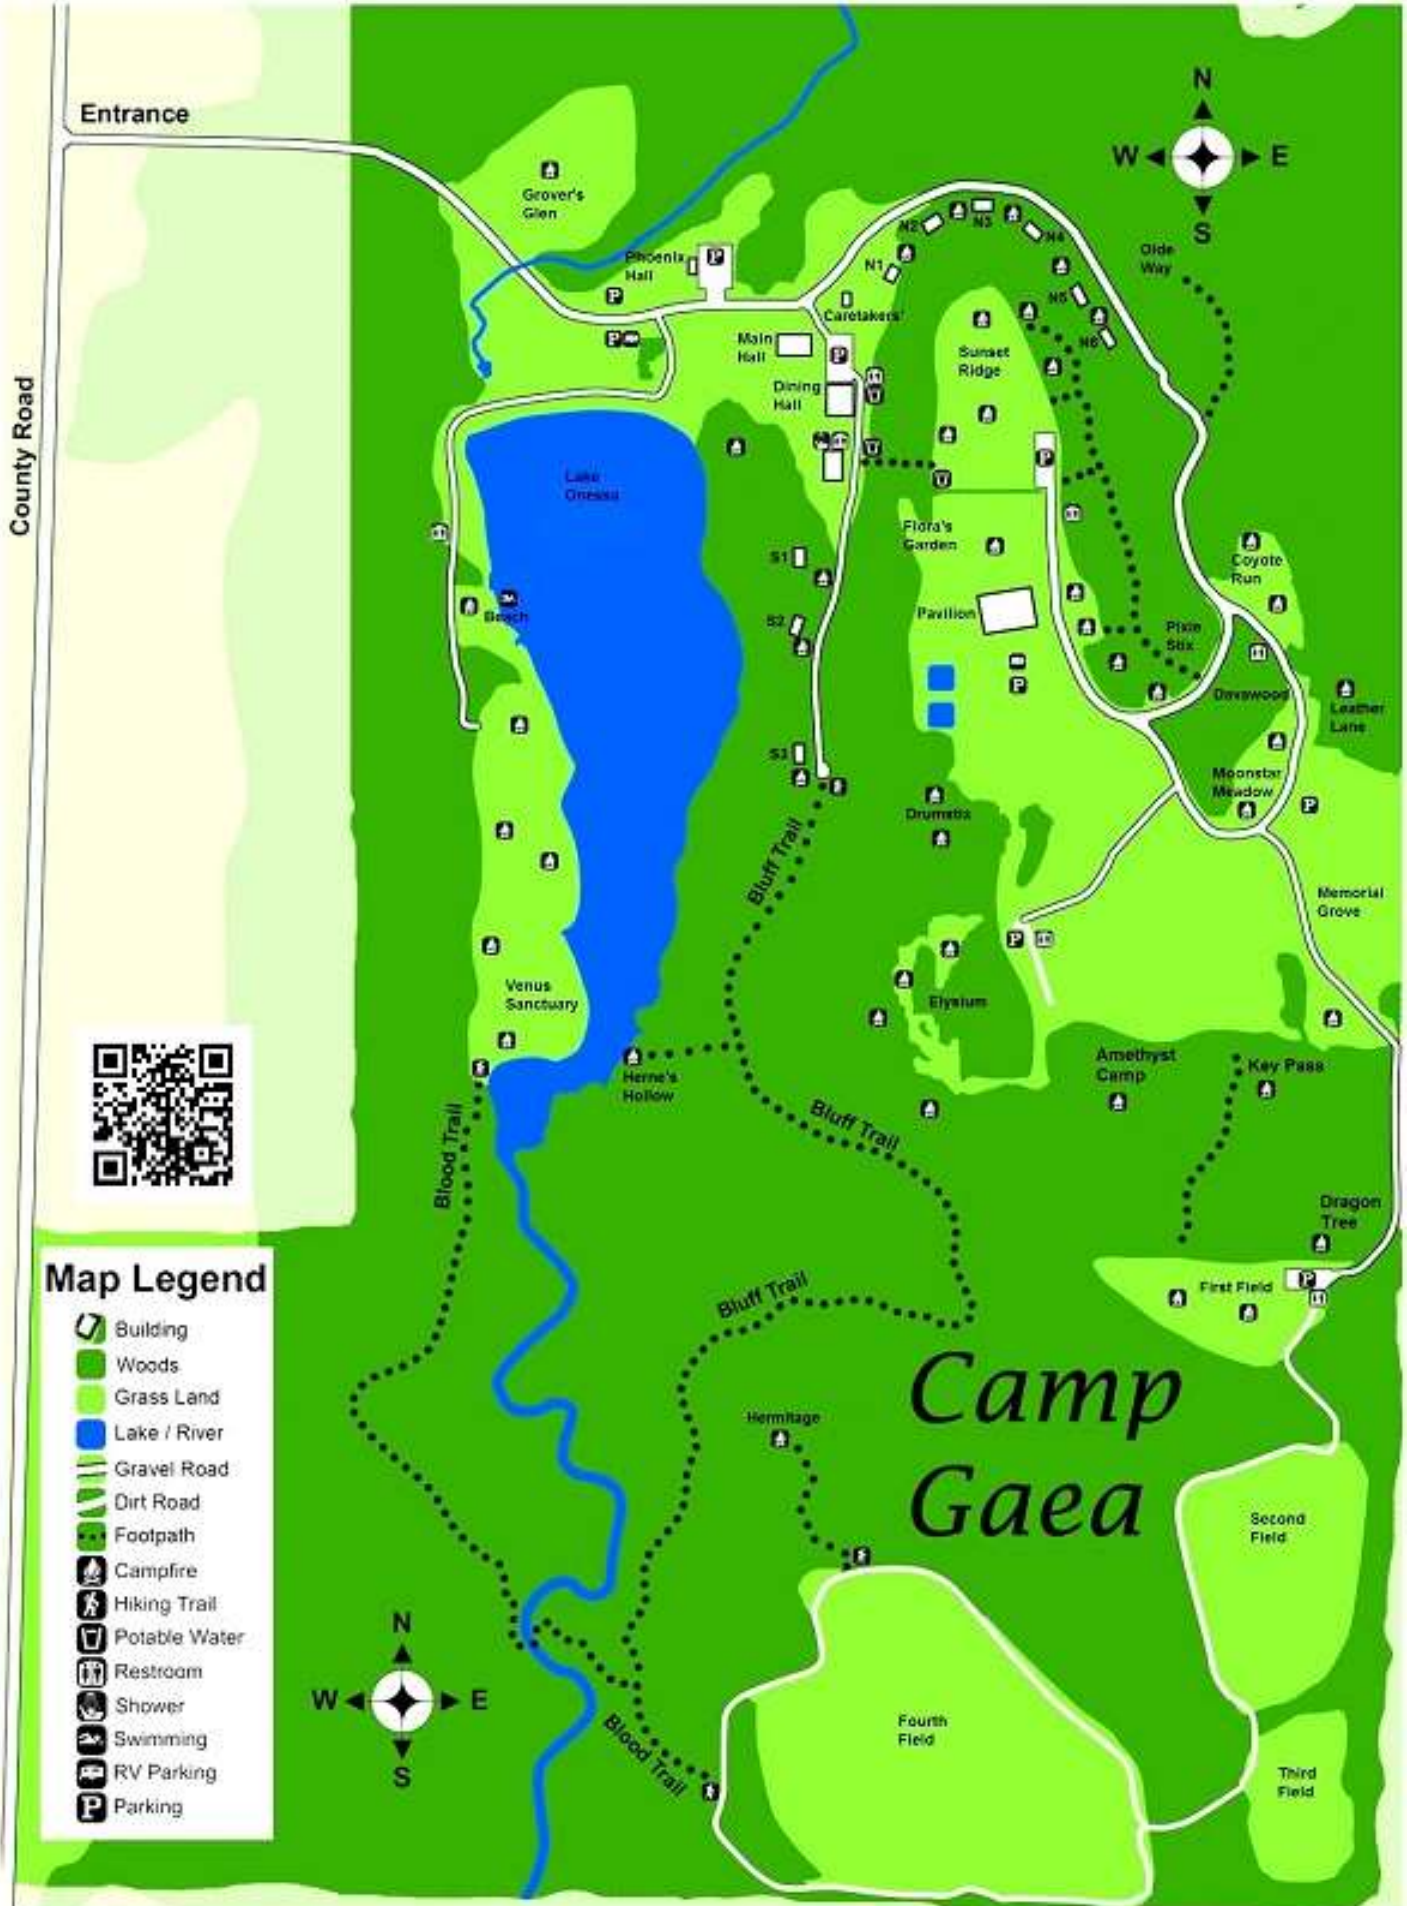 N
W
E
S
Entrance
County Road
Grover's
Glen
Phoenix
Hall
P
P
P
N1
N2
N3
N4
N5
N6
Olde
Way
Caretakers'
Main
Hall
P
Dining
Hall
Sunset
Ridge
P
Lake
Onessa
Flora's
Garden
Coyote
Run
S1
S2
S3
Beach
Pavilion
P
Pixie
Stix
Davawood
Leather
Lane
Moonstar
Meadow
P
Drumstix
Bluff Trail
Memorial
Grove
P
Elysium
Venus
Sanctuary
Herne's
Hollow
Amethyst
Camp
Key Pass
Blood Trail
Bluff Trail
Dragon
Tree
P
First Field
Bluff Trail
Camp
Gaea
Hermitage
Second
Field
Fourth
Field
Third
Field
Blood Trail
N
W
E
S
Map Legend
Building
Woods
Grass Land
Lake / River
Gravel Road
Dirt Road
Footpath
Campfire
Hiking Trail
Potable Water
Restroom
Shower
Swimming
RV Parking
P Parking